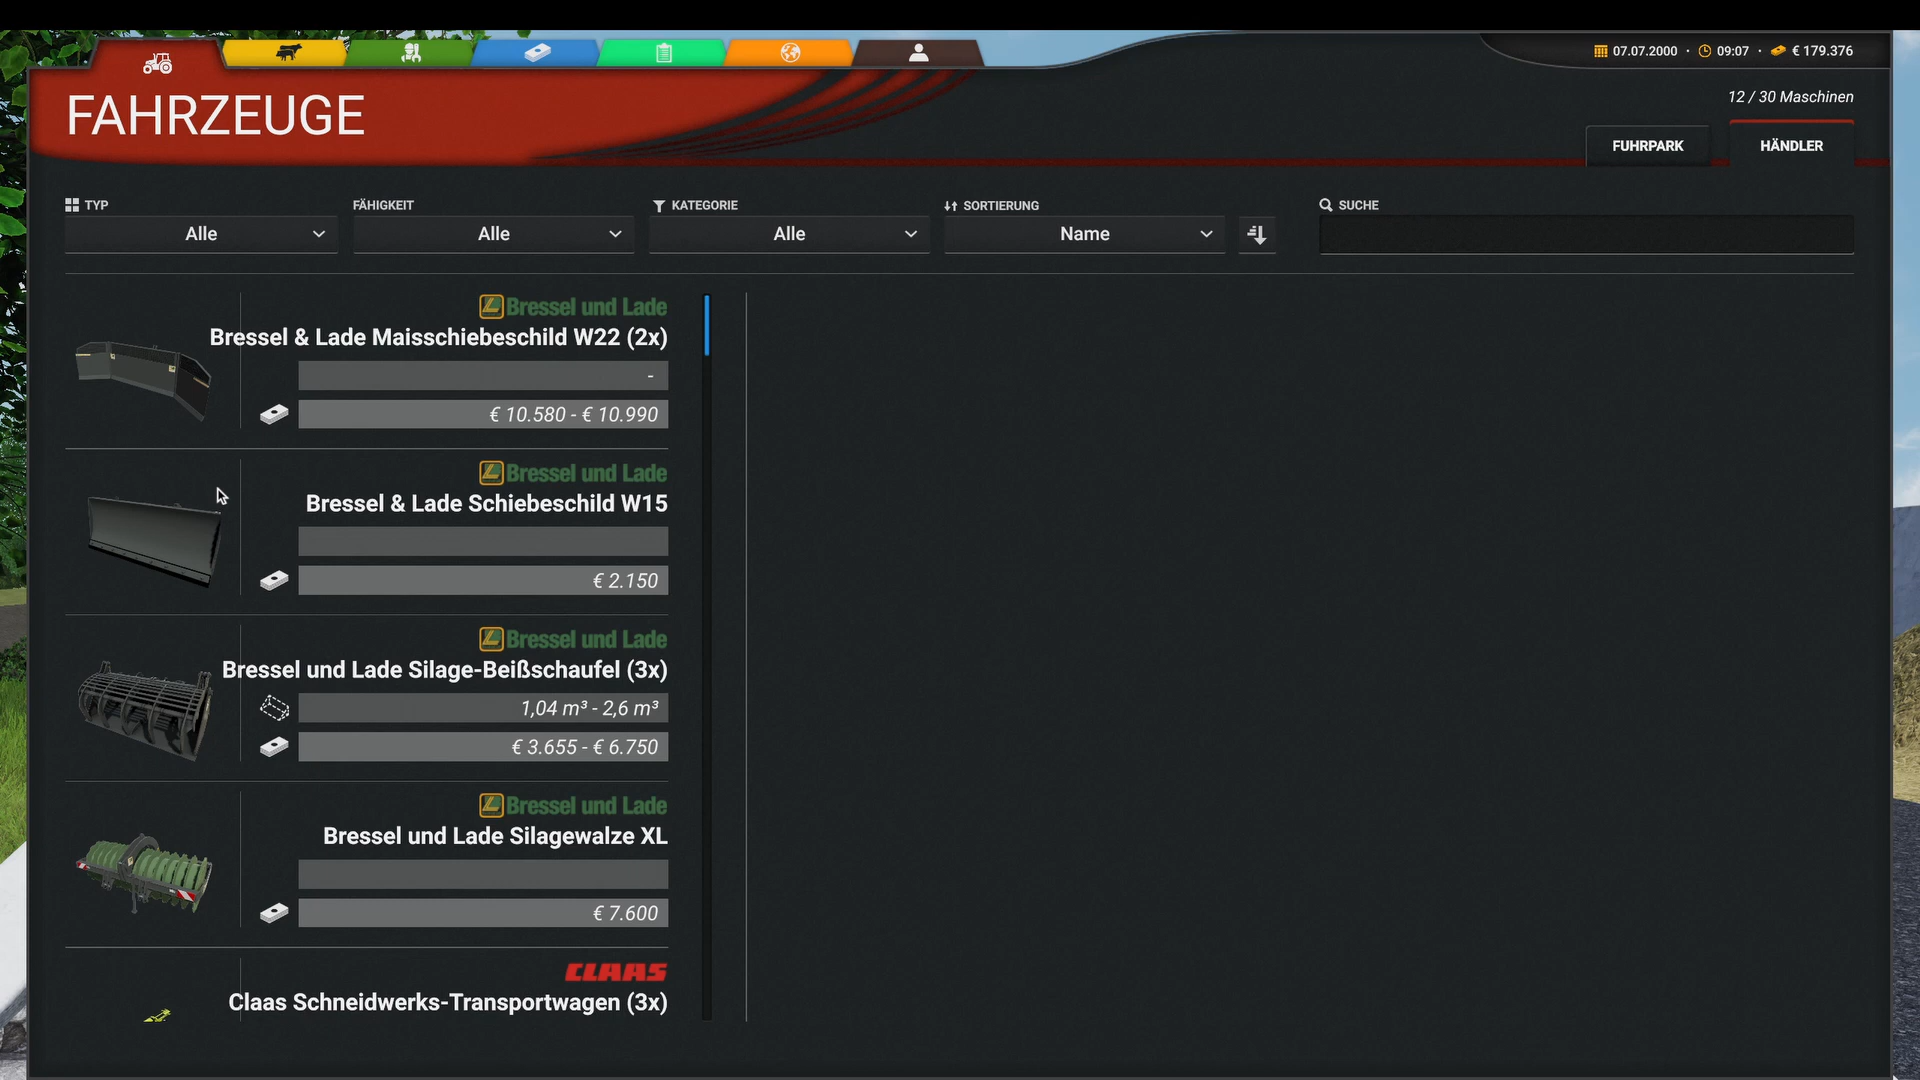 07.07.2000 · 09:07 · € 179.376
FAHRZEUGE
12 / 30 Maschinen
FUHRPARK
HÄNDLER
TYP
FÄHIGKEIT
KATEGORIE
SORTIERUNG
SUCHE
Alle
Alle
Alle
Name
Bressel und Lade
Bressel & Lade Maisschiebeschild W22 (2x)
-
€ 10.580 - € 10.990
Bressel und Lade
Bressel & Lade Schiebeschild W15
€ 2.150
Bressel und Lade
Bressel und Lade Silage-Beißschaufel (3x)
1,04 m³ - 2,6 m³
€ 3.655 - € 6.750
Bressel und Lade
Bressel und Lade Silagewalze XL
€ 7.600
CLAAS
Claas Schneidwerks-Transportwagen (3x)